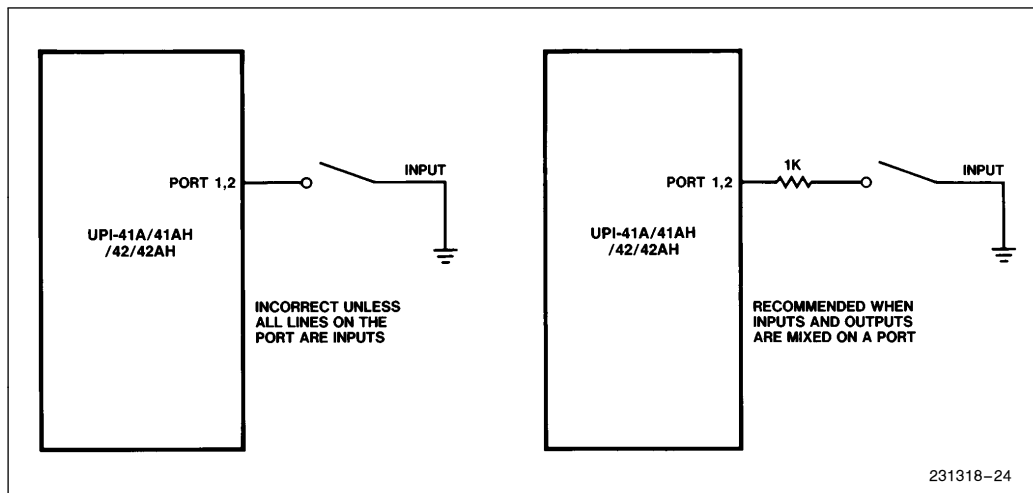 PORT 1,2
INPUT
UPI-41A/41AH
/42/42AH
INCORRECT UNLESS
ALL LINES ON THE
PORT ARE INPUTS
1K
PORT 1,2
INPUT
UPI-41A/41AH
/42/42AH
RECOMMENDED WHEN
INPUTS AND OUTPUTS
ARE MIXED ON A PORT
231318–24